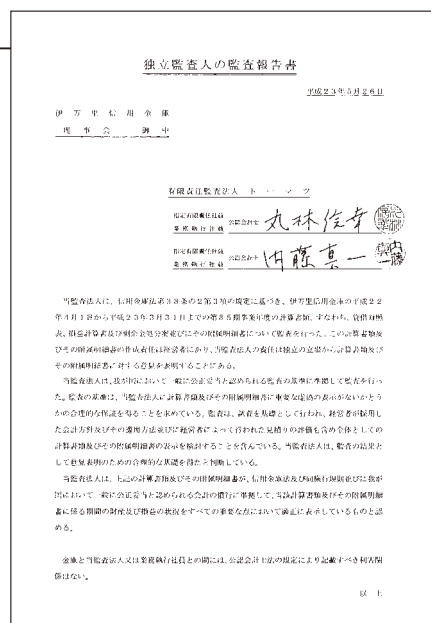 独立監査人の監査報告書
平成23年5月26日
伊万里信用金庫
理事会 御中
有限責任監査法人 トーマツ
指定有限責任社員
業務執行社員 公認会計士 丸林信幸
指定有限責任社員
業務執行社員 公認会計士 内藤真一
当監査法人は、信用金庫法第38条の2第3項の規定に基づき、伊万里信用金庫の平成22
年4月1日から平成23年3月31日までの第85期事業年度の計算書類、すなわち、貸借対照
表、損益計算書及び剰余金処分案並びにその附属明細書について監査を行った。この計算書類及
びその附属明細書の作成責任は経営者にあり、当監査法人の責任は独立の立場から計算書類及び
その附属明細書に対する意見を表明することにある。
当監査法人は、我が国において一般に公正妥当と認められる監査の基準に準拠して監査を行っ
た。監査の基準は、当監査法人に計算書類及びその附属明細書に重要な虚偽の表示がないかどう
かの合理的な保証を得ることを求めている。監査は、試査を基礎として行われ、経営者が採用し
た会計方針及びその適用方法並びに経営者によって行われた見積りの評価も含め全体としての
計算書類及びその附属明細書の表示を検討することを含んでいる。当監査法人は、監査の結果と
して意見表明のための合理的な基礎を得たと判断している。
当監査法人は、上記の計算書類及びその附属明細書が、信用金庫法及び同施行規則並びに我が
国において一般に公正妥当と認められる会計の慣行に準拠して、当該計算書類及びその附属明細
書に係る期間の財産及び損益の状況をすべての重要な点において適正に表示しているものと認
める。
金庫と当監査法人又は業務執行社員との間には、公認会計士法の規定により記載すべき利害関
係はない。
以 上